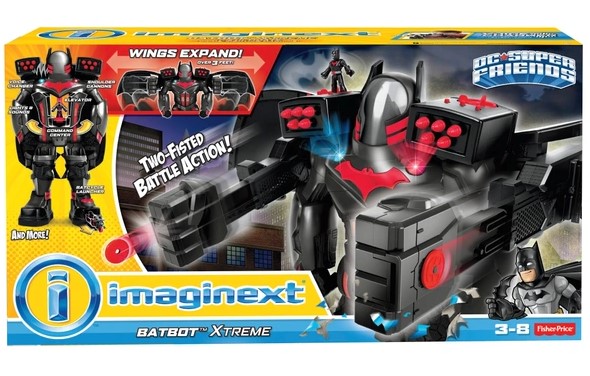 imaginext
DC SUPER
FRIENDS
WINGS EXPAND!
OVER 3 FEET!
VOICE
CHANGER
SHOULDER
CANNONS
ELEVATOR
LIGHTS &
SOUNDS
COMMAND
CENTER
LAUNCHER
AND MORE!
TWO-FISTED
BATTLE ACTION!
i imaginext
BATBOT™ XTREME
3-8
Fisher-Price